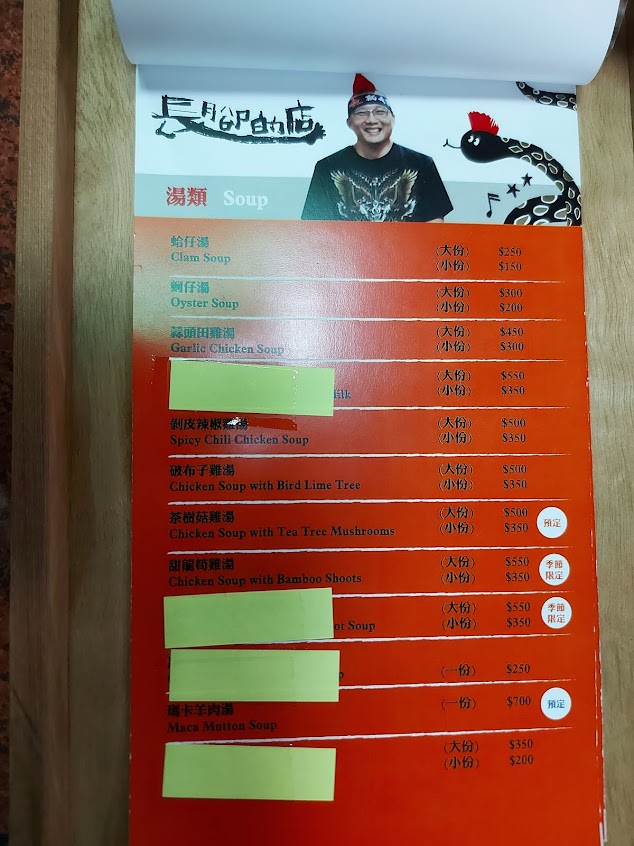 長腳的店
湯類 Soup
蛤仔湯 (大份) $250
Clam Soup (小份) $150
蚵仔湯 (大份) $300
Oyster Soup (小份) $200
蒜頭田雞湯 (大份) $450
Garlic Chicken Soup (小份) $300
(大份) $550
(小份) $350
剝皮辣椒雞湯 (大份) $500
Spicy Chili Chicken Soup (小份) $350
破布子雞湯 (大份) $500
Chicken Soup with Bird Lime Tree (小份) $350
茶樹菇雞湯 (大份) $500 預定
Chicken Soup with Tea Tree Mushrooms (小份) $350
甜龍筍雞湯 (大份) $550 季節
Chicken Soup with Bamboo Shoots (小份) $350 限定
(大份) $550 季節
Soup (小份) $350 限定
(一份) $250
瑪卡羊肉湯 (一份) $700 預定
Maca Mutton Soup
(大份) $350
(小份) $200